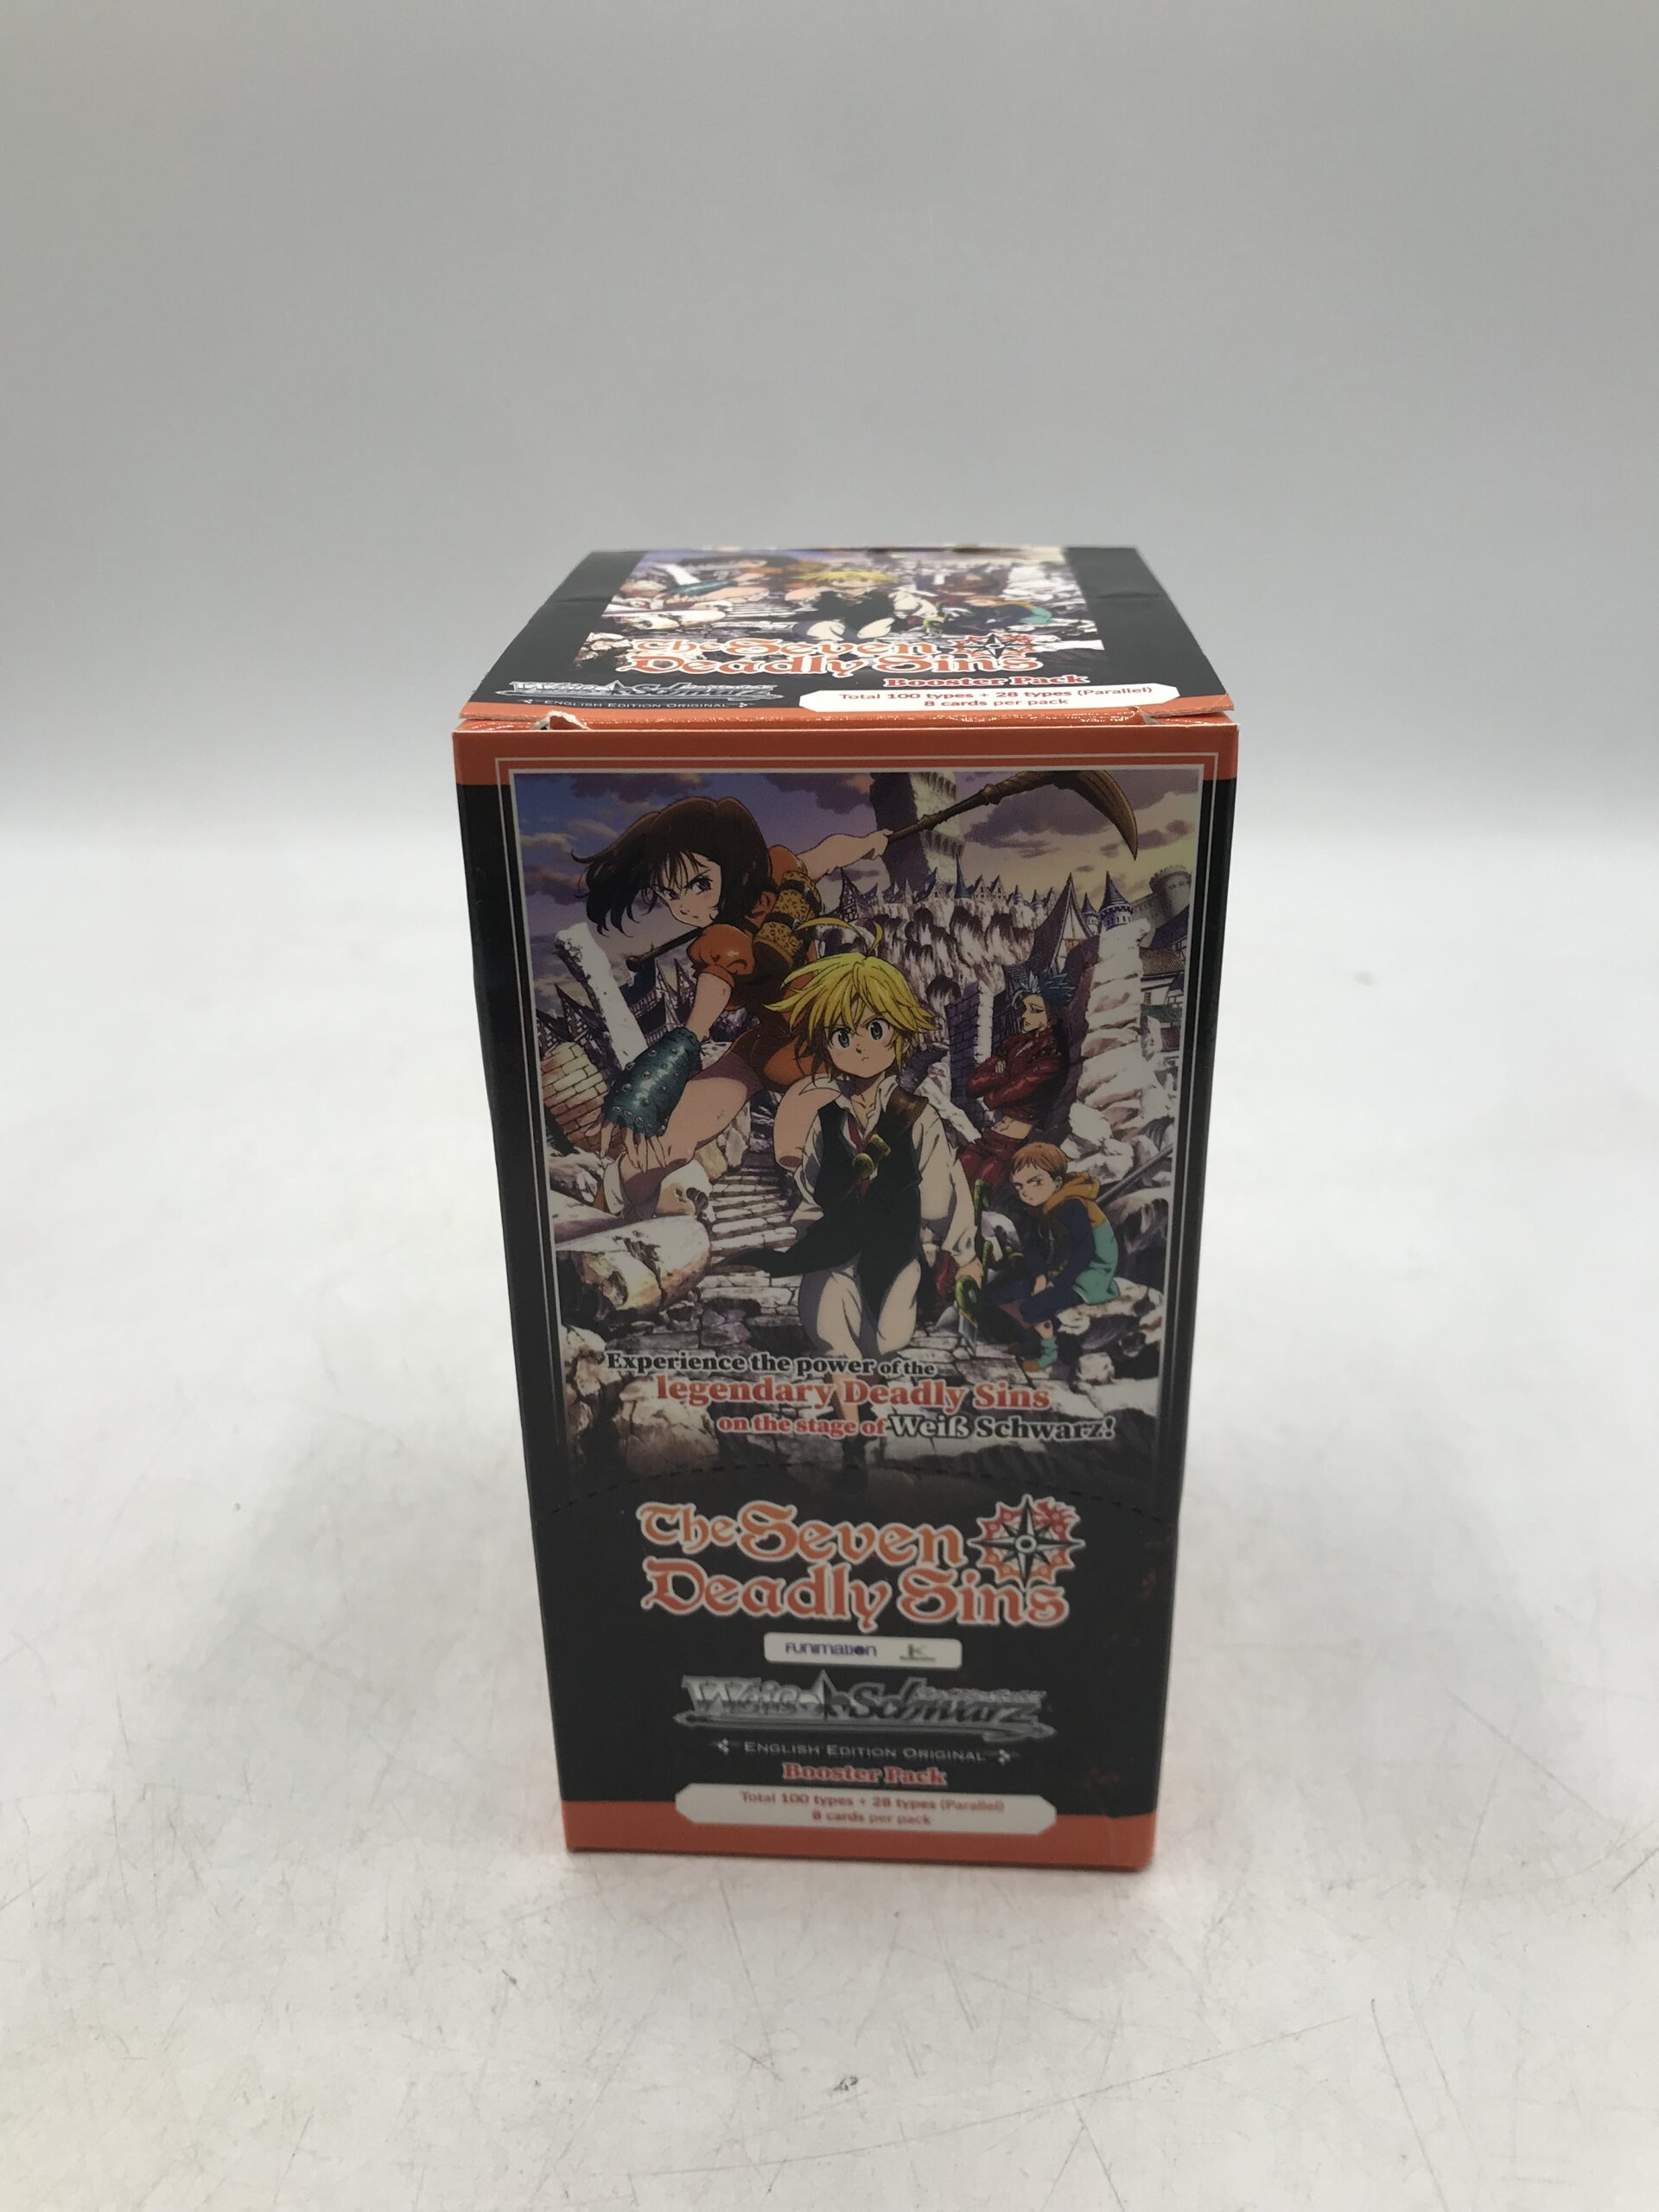 The Seven
Deadly Sins
Booster Pack
Weiß Schwarz
ENGLISH EDITION ORIGINAL
Total 100 types + 28 types (Parallel)
8 cards per pack
Experience the power of the
legendary Deadly Sins
on the stage of Weiß Schwarz!
The Seven
Deadly Sins
FUNIMATION
Weiß Schwarz
ENGLISH EDITION ORIGINAL
Booster Pack
Total 100 types + 28 types (Parallel)
8 cards per pack